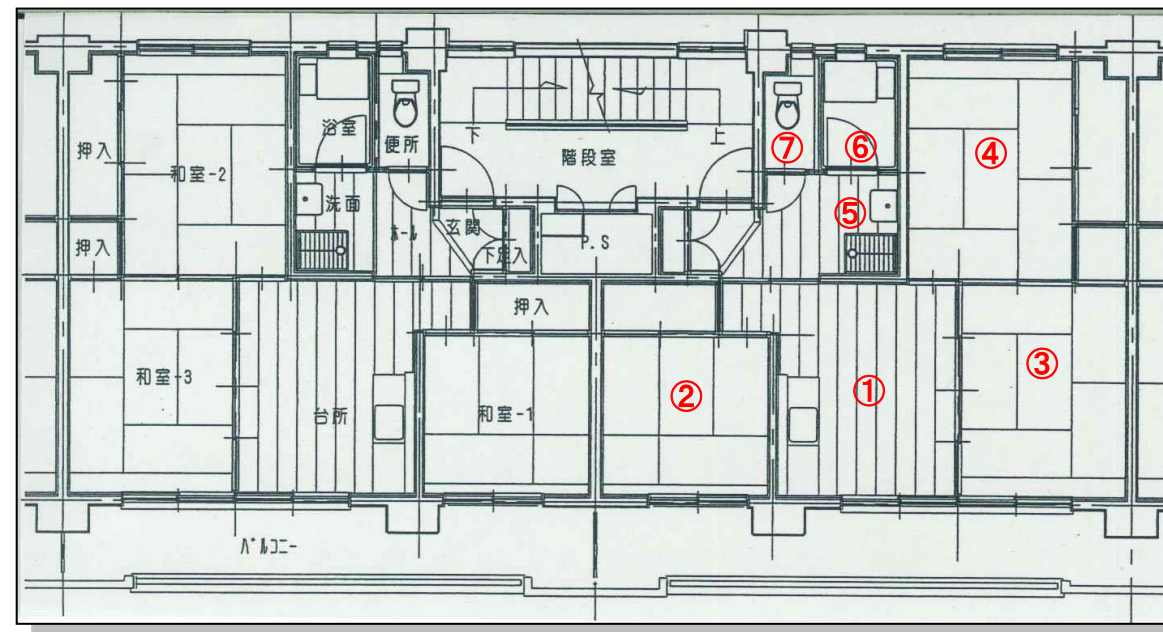 浴室
便所
下
上
⑦
⑥
④
押入
和室-2
階段室
洗面
ホール
玄関
下足入
P.S
⑤
押入
押入
和室-3
台所
和室-1
②
①
③
バルコニー